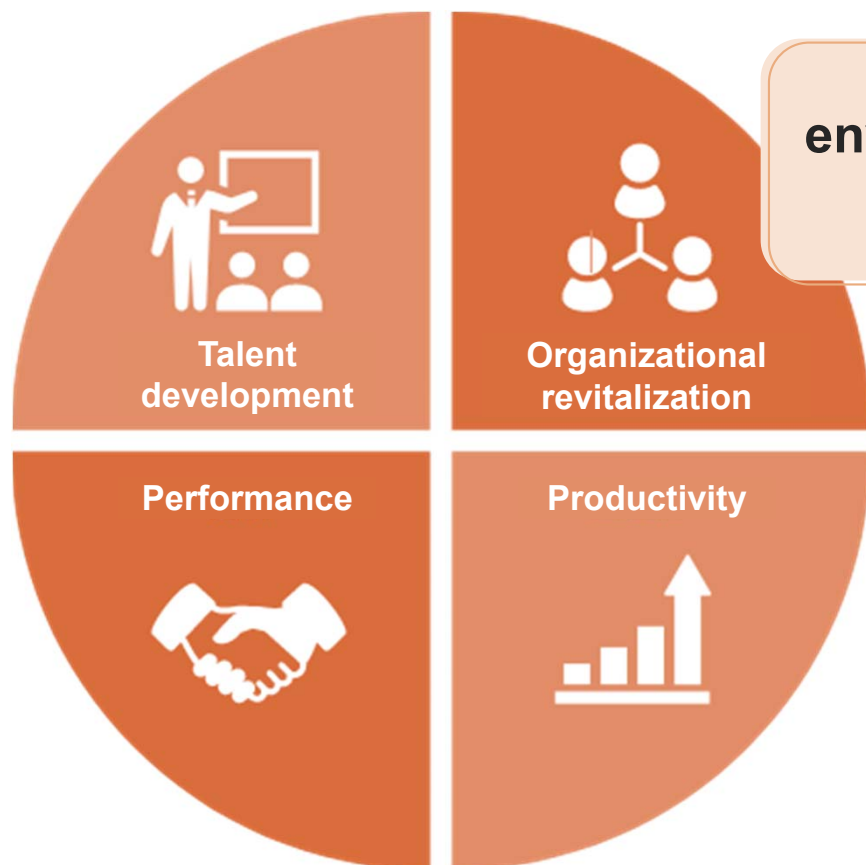 Talent
development
Organizational
revitalization
Performance
Productivity